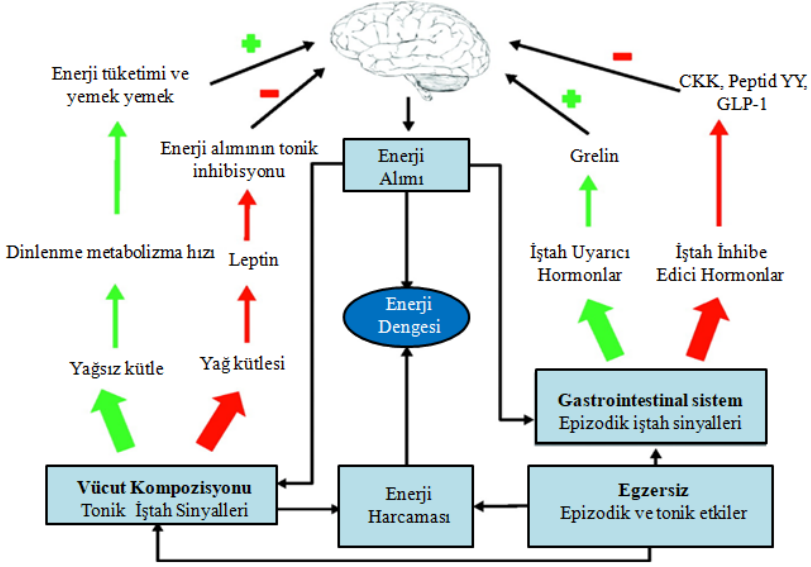 Enerji tüketimi ve
yemek yemek
+
−
Enerji alımının tonik
inhibisyonu
Dinlenme metabolizma hızı
Leptin
Yağsız kütle
Yağ kütlesi
Vücut Kompozisyonu
Tonik İştah Sinyalleri
Enerji
Alımı
Enerji
Dengesi
Enerji
Harcaması
+
−
CKK, Peptid YY,
GLP-1
Grelin
İştah Uyarıcı
Hormonlar
İştah İnhibe
Edici Hormonlar
Gastrointestinal sistem
Epizodik iştah sinyalleri
Egzersiz
Epizodik ve tonik etkiler